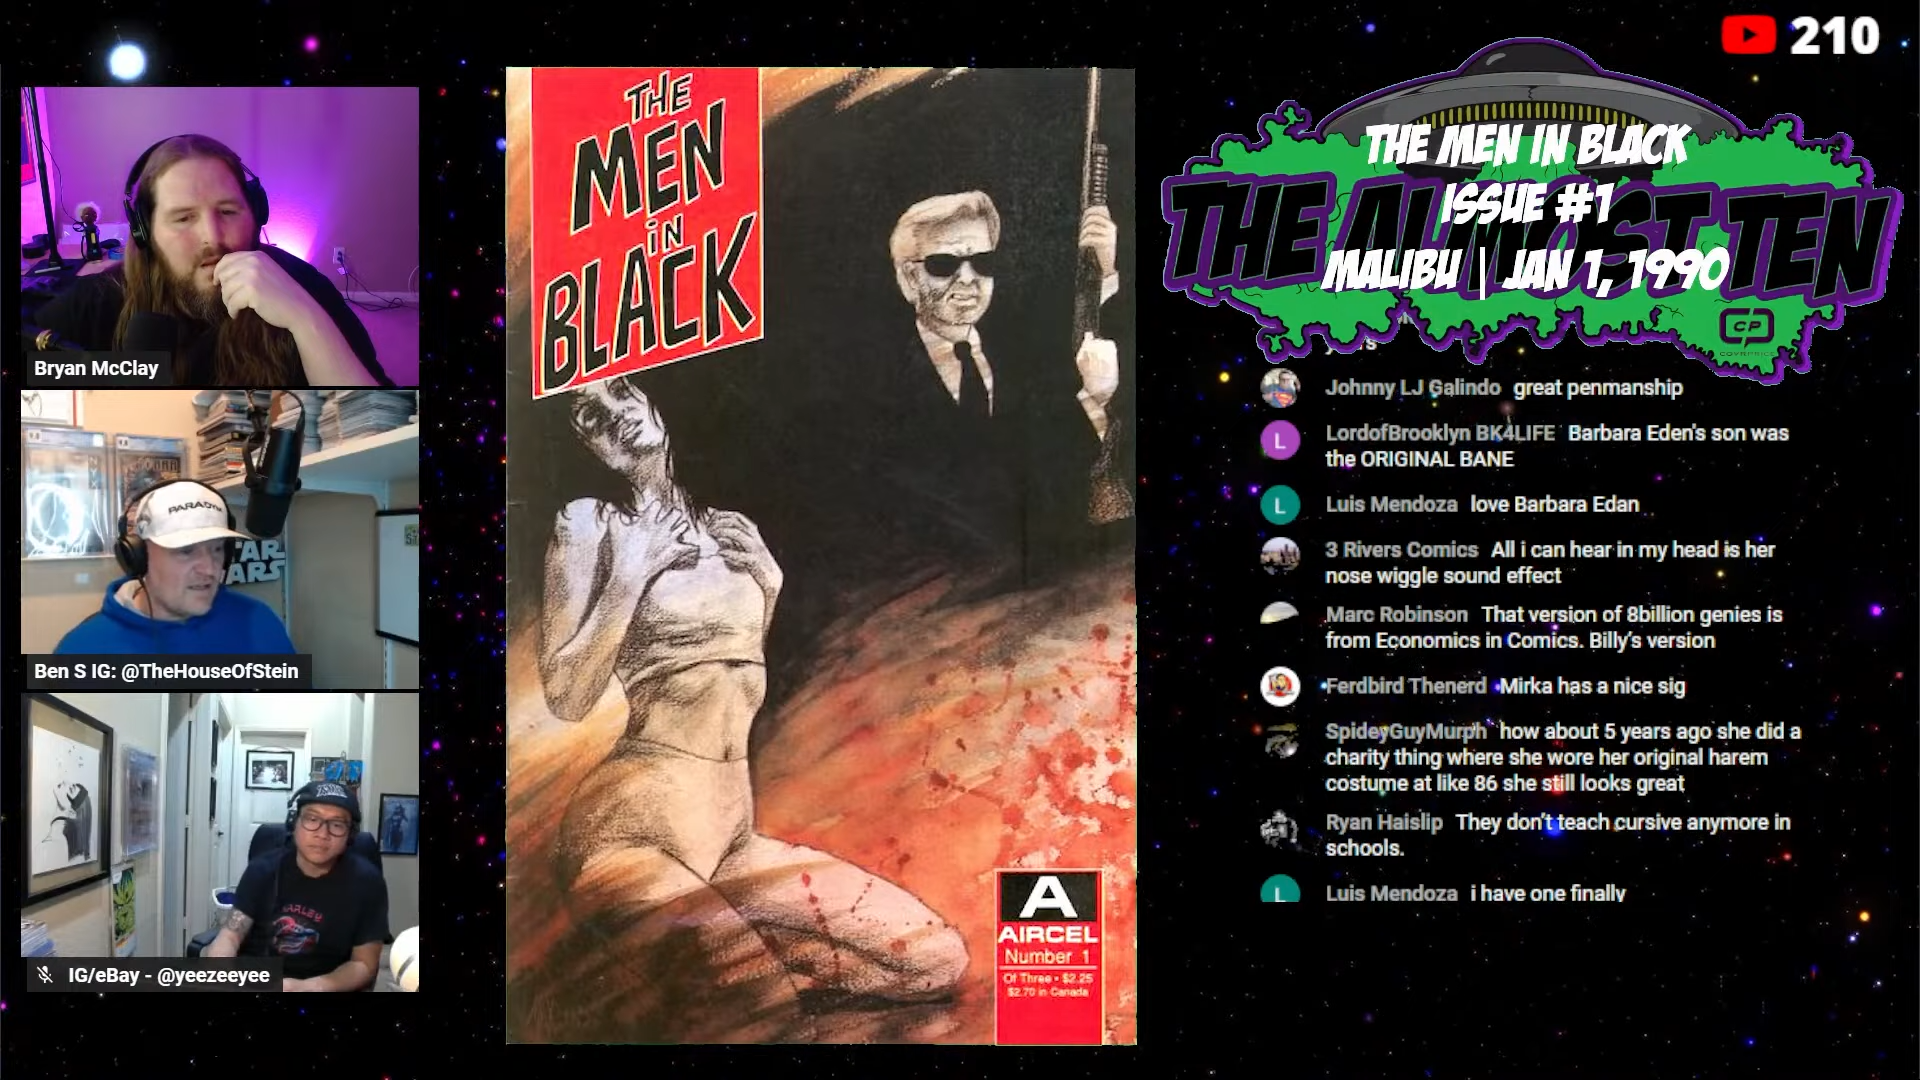 210
THE MEN IN BLACK
ISSUE #1
MALIBU | JAN 1, 1990
THE ALMOST TEN
CP
COVRPRICE
Bryan McClay
PARADYM
Ben S IG: @TheHouseOfStein
IG/eBay - @yeezeeyee
THE
MEN
iN
BLACK
A
AIRCEL
Number 1
Of Three • $2.25
$2.70 in Canada
Johnny LJ Galindo great penmanship
LordofBrooklyn BK4LIFE Barbara Eden's son was
the ORIGINAL BANE
L
Luis Mendoza love Barbara Edan
L
3 Rivers Comics All i can hear in my head is her
nose wiggle sound effect
Marc Robinson That version of 8billion genies is
from Economics in Comics. Billy's version
Ferdbird Thenerd Mirka has a nice sig
SpideyGuyMurph how about 5 years ago she did a
charity thing where she wore her original harem
costume at like 86 she still looks great
Ryan Haislip They don't teach cursive anymore in
schools.
Luis Mendoza i have one finally
L